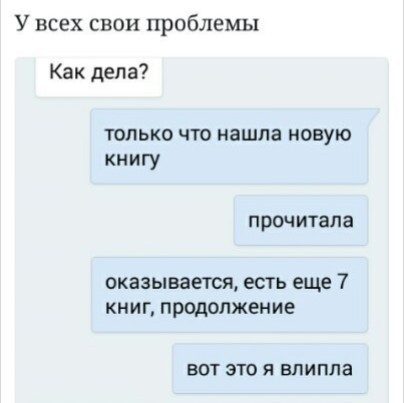 У всех свои проблемы
Как дела?
только что нашла новую
книгу
прочитала
оказывается, есть еще 7
книг, продолжение
вот это я влипла